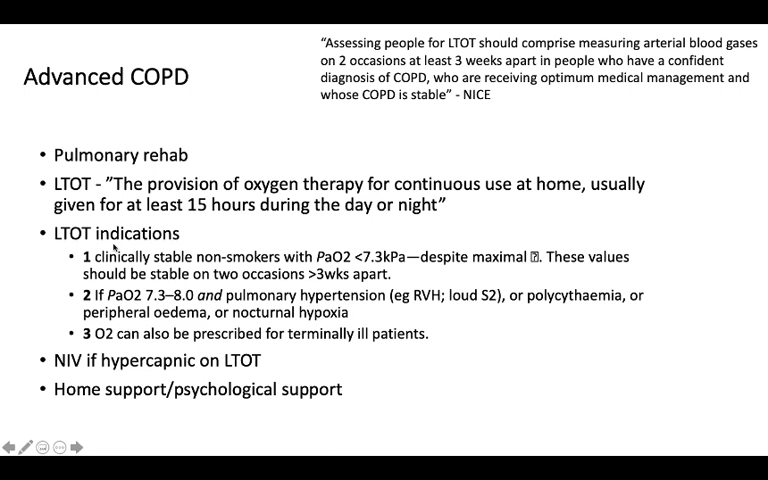 “Assessing people for LTOT should comprise measuring arterial blood gases
on 2 occasions at least 3 weeks apart in people who have a confident
diagnosis of COPD, who are receiving optimum medical management and
whose COPD is stable” - NICE
Advanced COPD
• Pulmonary rehab
• LTOT - ”The provision of oxygen therapy for continuous use at home, usually
given for at least 15 hours during the day or night”
• LTOT indications
• 1 clinically stable non-smokers with PaO2 <7.3kPa—despite maximal . These values
should be stable on two occasions >3wks apart.
• 2 If PaO2 7.3–8.0 and pulmonary hypertension (eg RVH; loud S2), or polycythaemia, or
peripheral oedema, or nocturnal hypoxia
• 3 O2 can also be prescribed for terminally ill patients.
• NIV if hypercapnic on LTOT
• Home support/psychological support